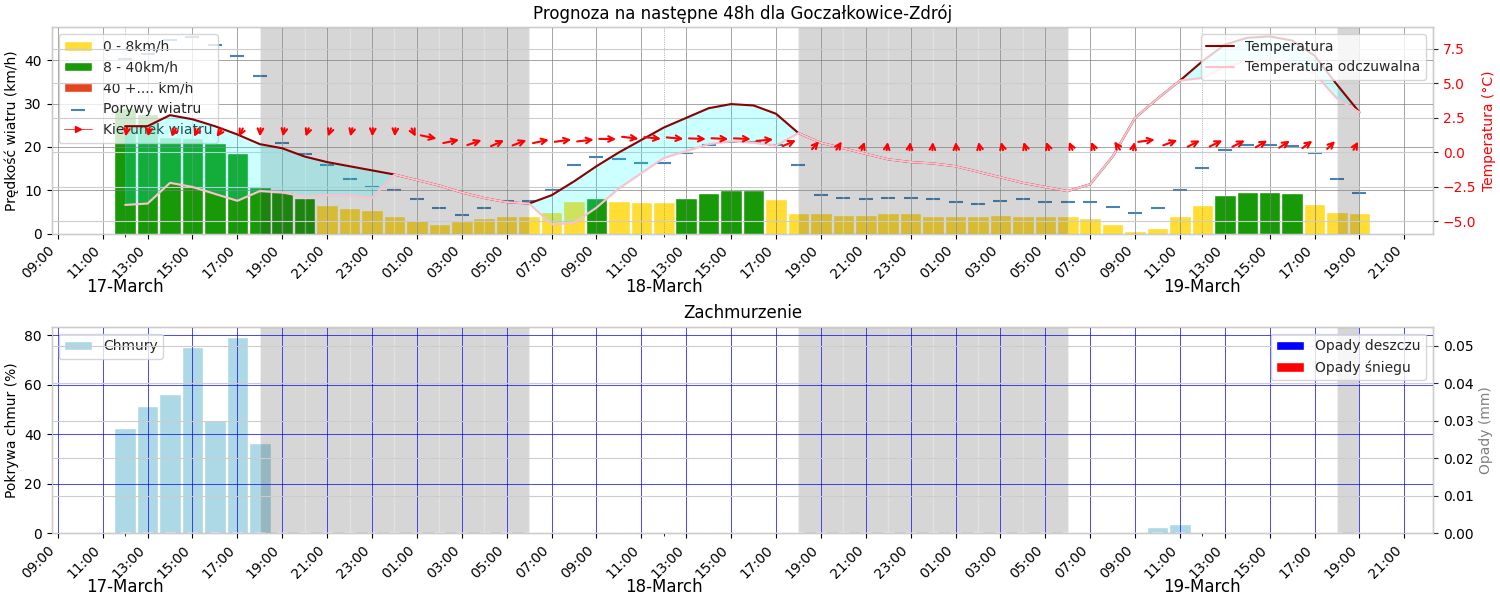 Prognoza na następne 48h dla Goczałkowice-Zdrój
Prędkość wiatru (km/h)
40
30
20
10
0
0 - 8km/h
8 - 40km/h
40 +.... km/h
Porywy wiatru
Kierunek wiatru
Temperatura
Temperatura odczuwalna
7.5
5.0
2.5
0.0
−2.5
−5.0
Temperatura (°C)
09:00 11:00 13:00 15:00 17:00 19:00 21:00 23:00 01:00 03:00 05:00 07:00 09:00 11:00 13:00 15:00 17:00 19:00 21:00 23:00 01:00 03:00 05:00 07:00 09:00 11:00 13:00 15:00 17:00 19:00 21:00
17-March 18-March 19-March
Zachmurzenie
Pokrywa chmur (%)
80
60
40
20
0
Chmury
Opady deszczu
Opady śniegu
0.05
0.04
0.03
0.02
0.01
0.00
Opady (mm)
09:00 11:00 13:00 15:00 17:00 19:00 21:00 23:00 01:00 03:00 05:00 07:00 09:00 11:00 13:00 15:00 17:00 19:00 21:00 23:00 01:00 03:00 05:00 07:00 09:00 11:00 13:00 15:00 17:00 19:00 21:00
17-March 18-March 19-March